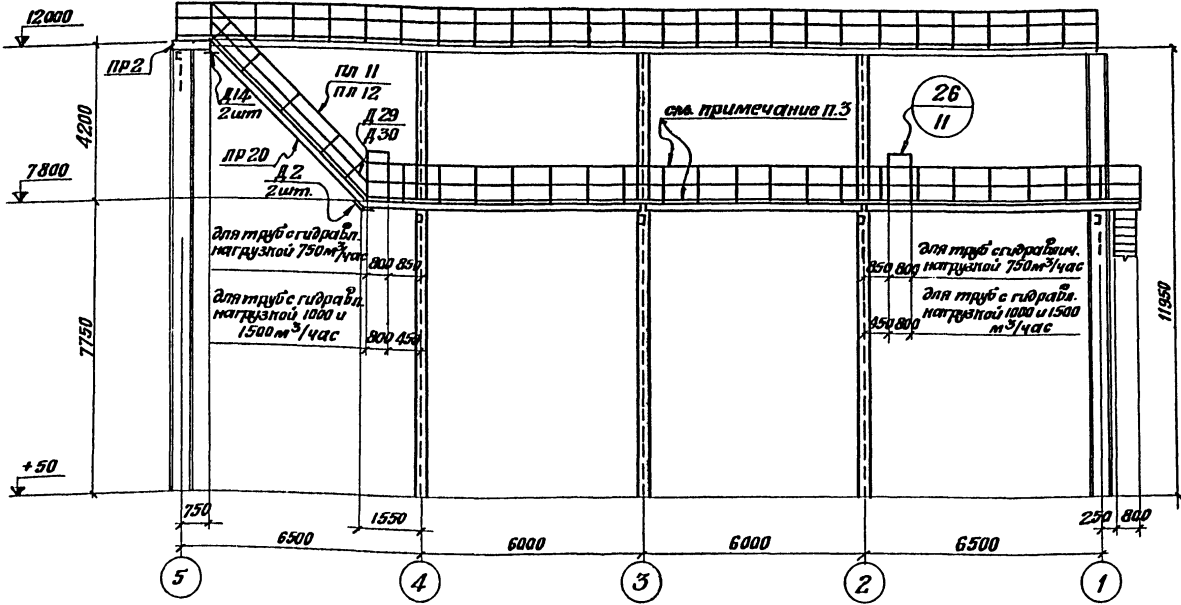 12000
ПР2
Д14
2шт
Пл 11
Пл 12
Д29
Д30
см. примечание п.3
26
11
4200
ПР20
Д2
2шт.
7800
для труб с гидравл.
нагрузкой 750м³/час
800 850
для труб с гидравл.
нагрузкой 1000 и
1500м³/час
800 450
850 800
для труб с гидравлич.
нагрузкой 750м³/час
450 800
для труб с гидравл.
нагрузкой 1000 и 1500
м³/час
7750
11950
+50
750
1550
250 800
6500
6000
6000
6500
5
4
3
2
1